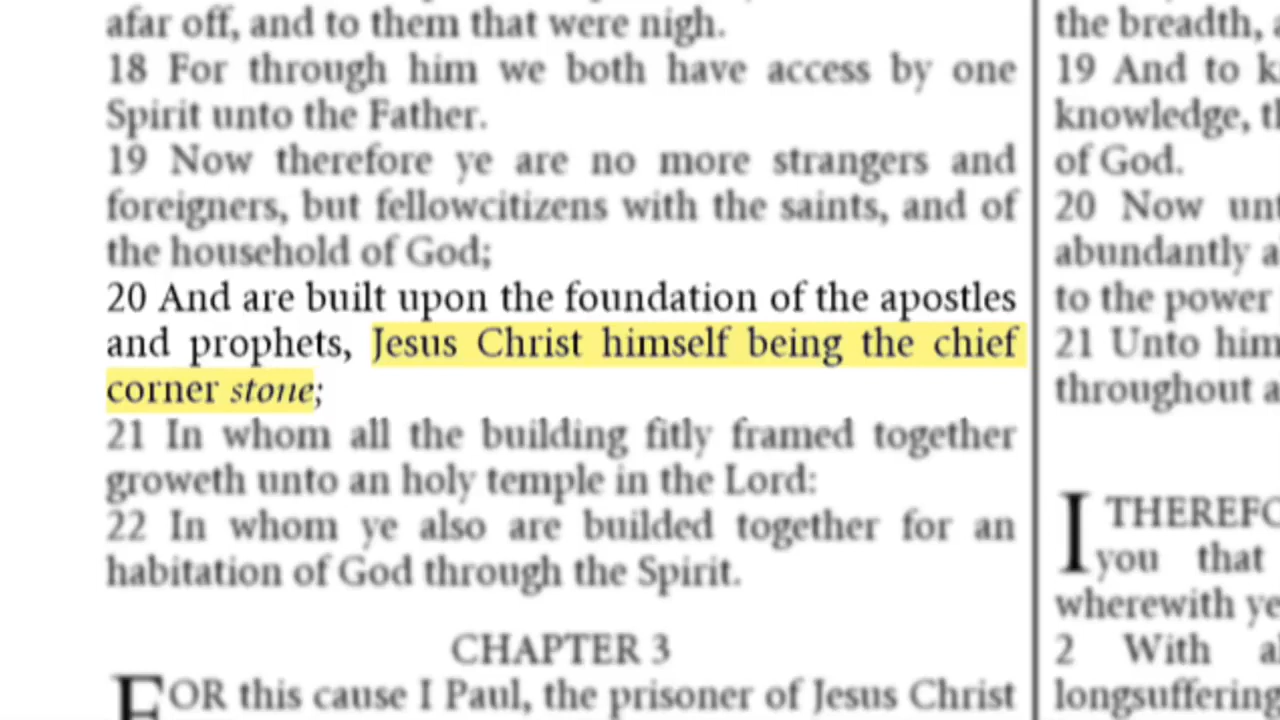 afar off, and to them that were nigh.
18 For through him we both have access by one
Spirit unto the Father.
19 Now therefore ye are no more strangers and
foreigners, but fellowcitizens with the saints, and of
the household of God;
20 And are built upon the foundation of the apostles
and prophets, Jesus Christ himself being the chief
corner stone;
21 In whom all the building fitly framed together
groweth unto an holy temple in the Lord:
22 In whom ye also are builded together for an
habitation of God through the Spirit.
CHAPTER 3
FOR this cause I Paul, the prisoner of Jesus Christ
the breadth,
19 And to
knowledge,
of God.
20 Now
abundantly
to the power
21 Unto him
throughout
I
you that
wherewith
2 With
longsuffering